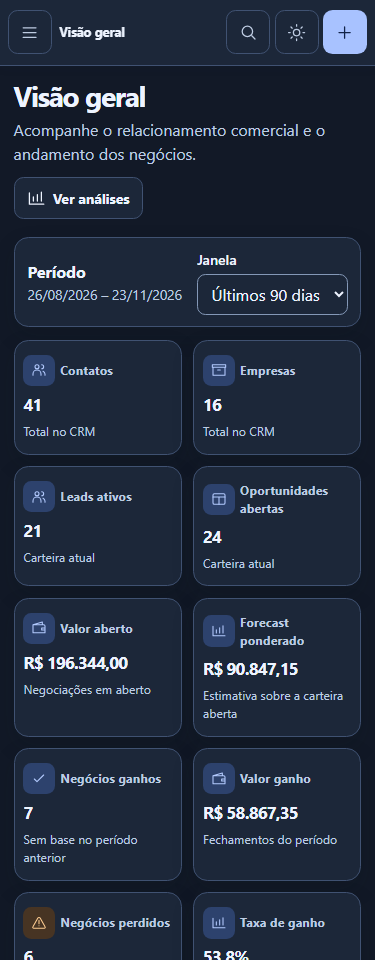 Visão geral
Visão geral
Acompanhe o relacionamento comercial e o
andamento dos negócios.
Ver análises
Período
26/08/2026 – 23/11/2026
Janela
Últimos 90 dias
Contatos
41
Total no CRM
Empresas
16
Total no CRM
Leads ativos
21
Carteira atual
Oportunidades
abertas
24
Carteira atual
Valor aberto
R$ 196.344,00
Negociações em aberto
Forecast
ponderado
R$ 90.847,15
Estimativa sobre a carteira
aberta
Negócios ganhos
7
Sem base no período
anterior
Valor ganho
R$ 58.867,35
Fechamentos do período
Negócios perdidos
6
Taxa de ganho
53,8%